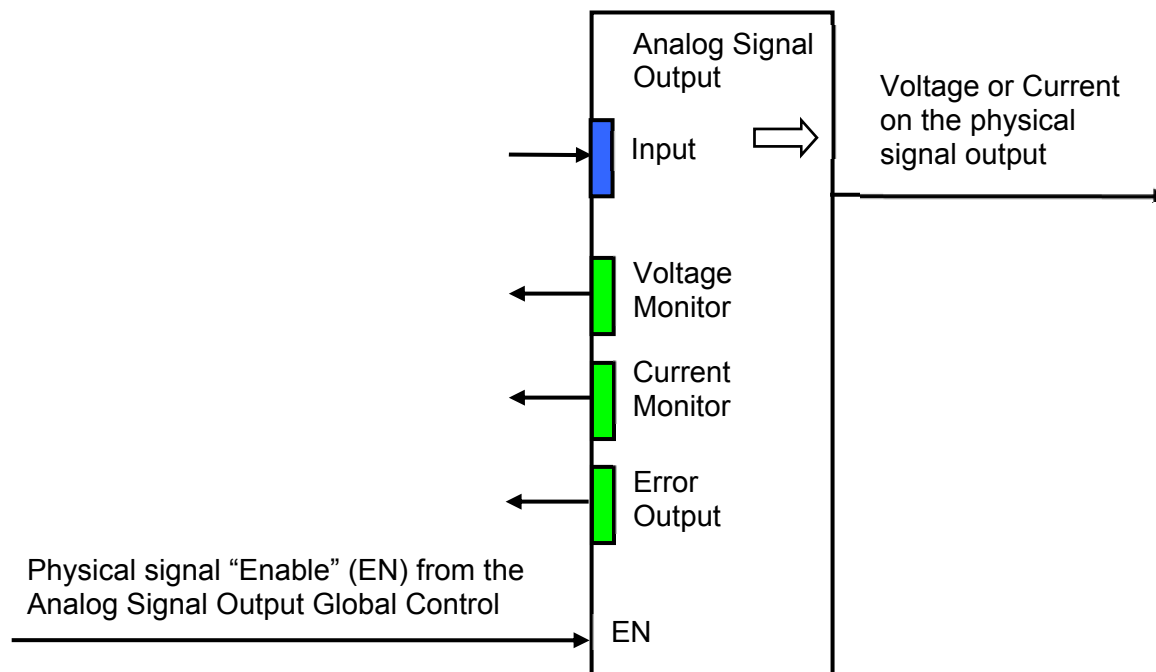 Analog Signal
Output
Voltage or Current
on the physical
signal output
Input
Voltage
Monitor
Current
Monitor
Error
Output
Physical signal “Enable” (EN) from the
Analog Signal Output Global Control
EN